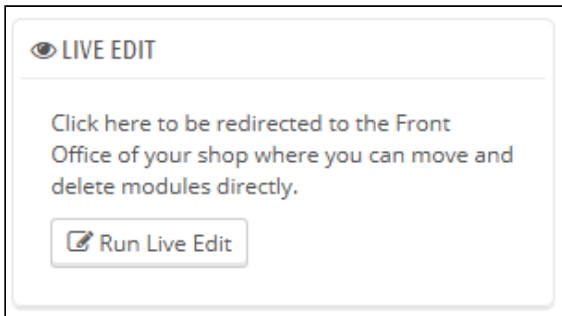 LIVE EDIT
Click here to be redirected to the Front
Office of your shop where you can move and
delete modules directly.
Run Live Edit